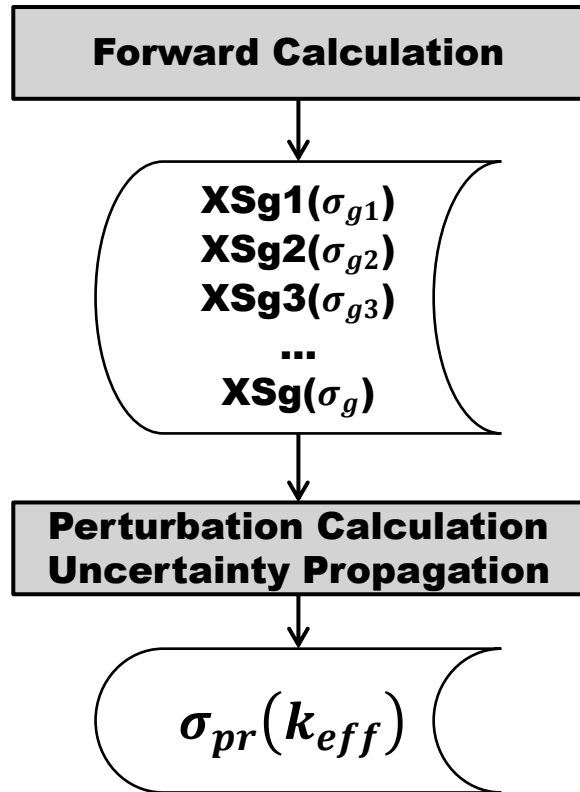 Forward Calculation
XSg1(σ_{g1})
XSg2(σ_{g2})
XSg3(σ_{g3})
...
XSg(σ_g)
Perturbation Calculation
Uncertainty Propagation
σ_{pr}(k_{eff})